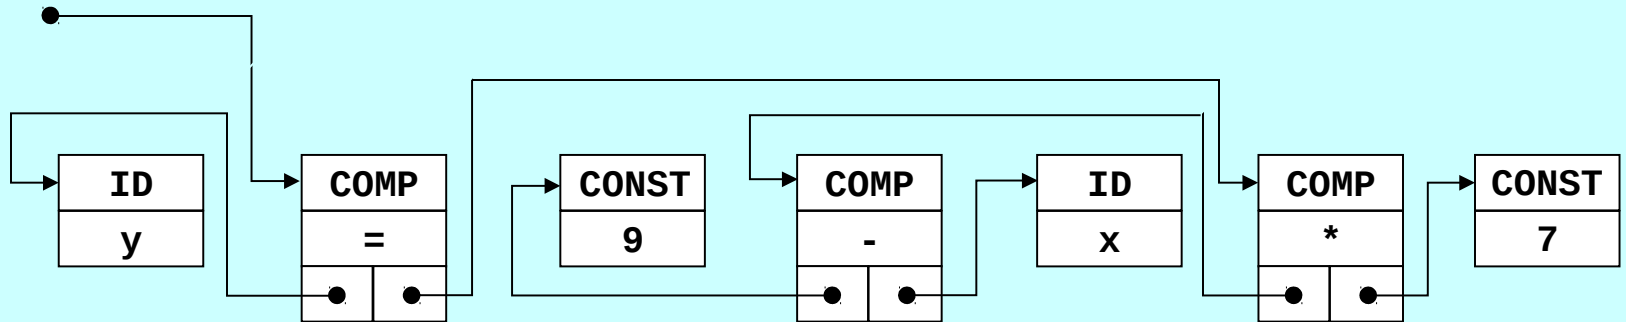 ID COMP CONST COMP ID COMP CONST
y = 9 - x * 7